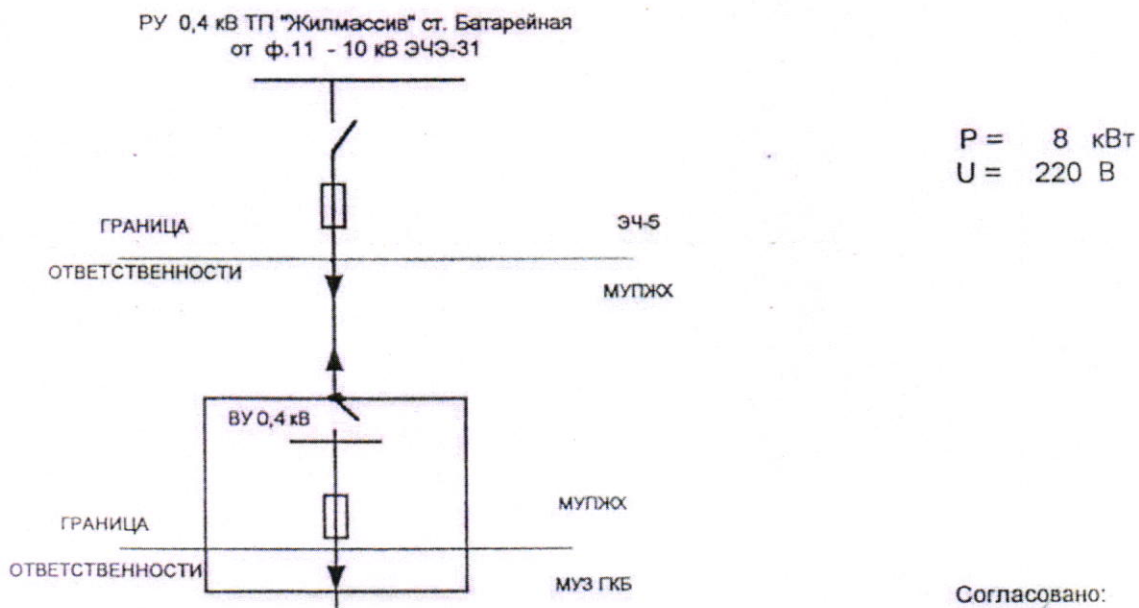 РУ 0,4 кВ ТП "Жилмассив" ст. Батарейная
от ф.11 - 10 кВ ЭЧЭ-31
P = 8 кВт
U = 220 В
ГРАНИЦА
ЭЧ-5
ОТВЕТСТВЕННОСТИ
МУПЖХ
ВУ 0,4 кВ
МУПЖХ
ГРАНИЦА
ОТВЕТСТВЕННОСТИ
МУЗ ГКБ
Согласовано: